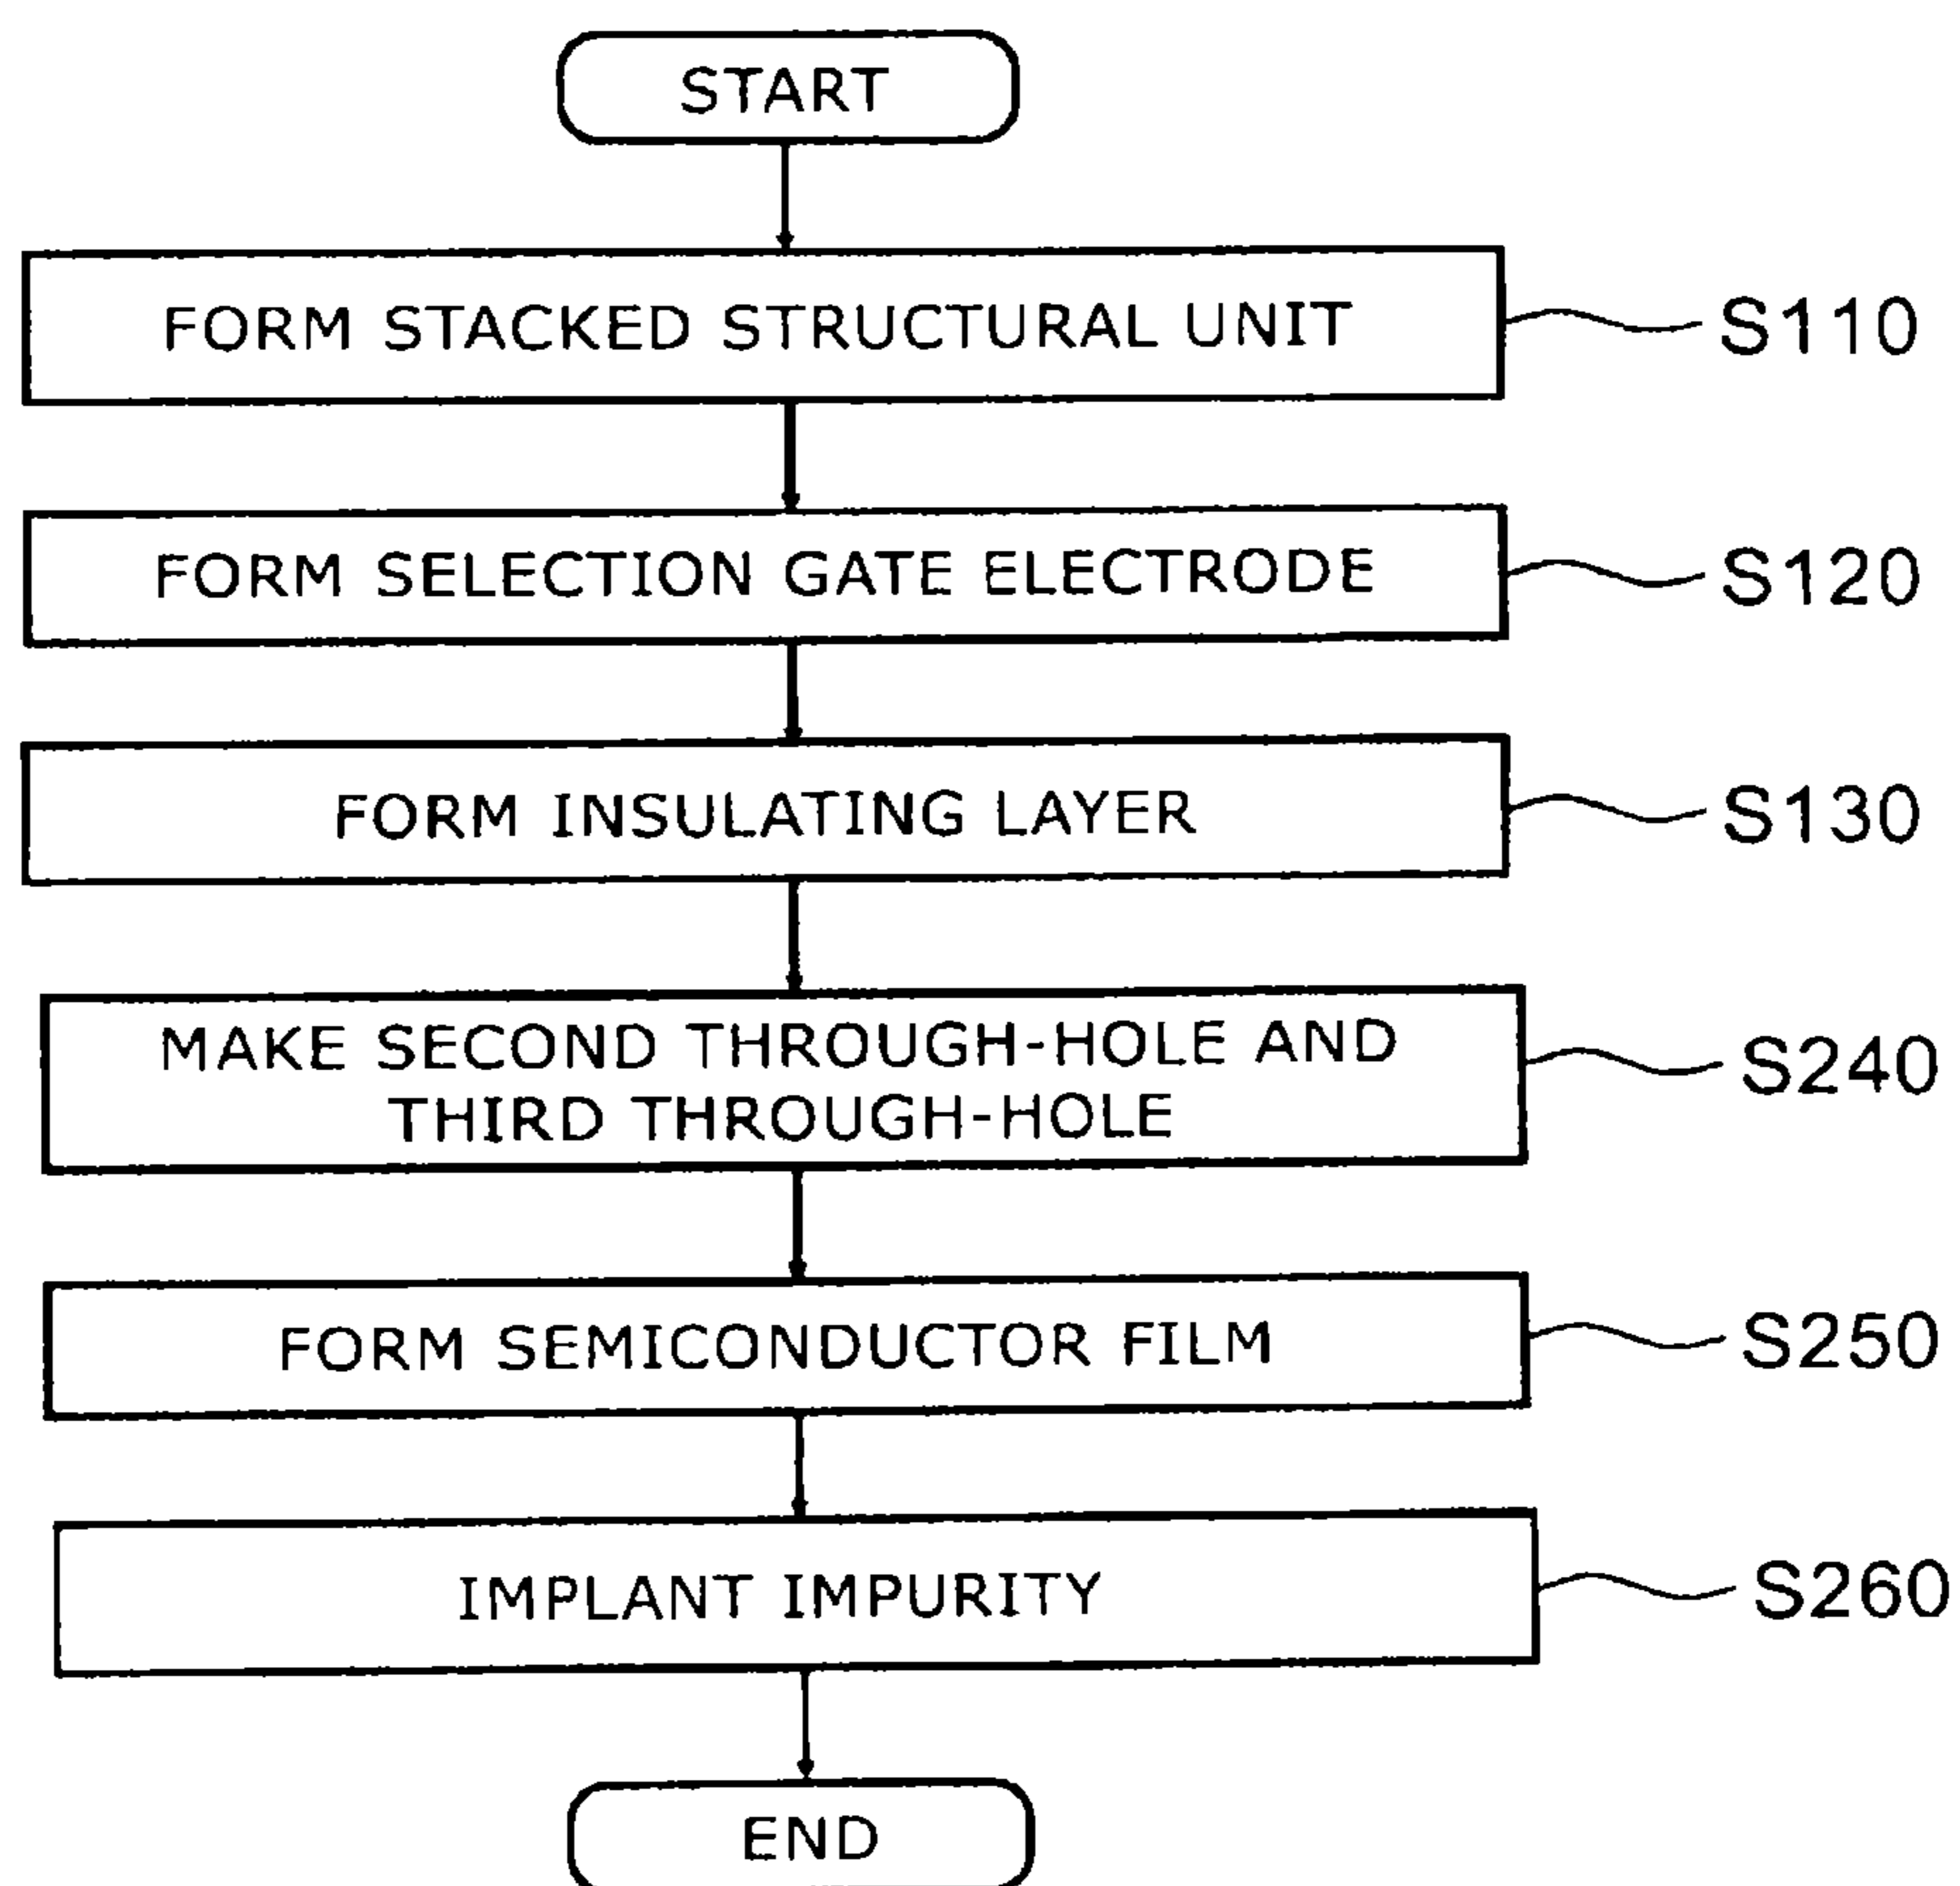 START
FORM STACKED STRUCTURAL UNIT
S110
FORM SELECTION GATE ELECTRODE
S120
FORM INSULATING LAYER
S130
MAKE SECOND THROUGH-HOLE AND
THIRD THROUGH-HOLE
S240
FORM SEMICONDUCTOR FILM
S250
IMPLANT IMPURITY
S260
END